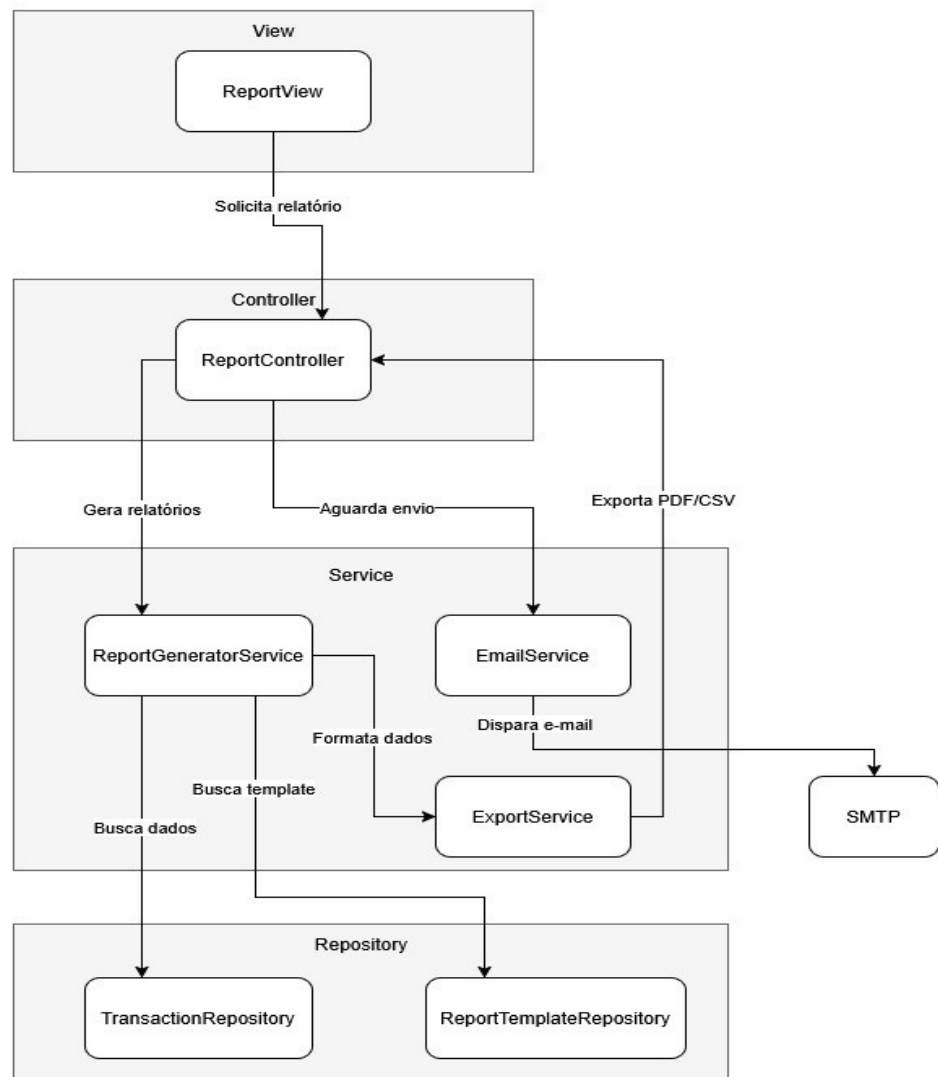 View
ReportView
Solicita relatório
Controller
ReportController
Gera relatórios
Aguarda envio
Exporta PDF/CSV
Service
ReportGeneratorService
EmailService
Formata dados
Dispara e-mail
Busca template
Busca dados
ExportService
SMTP
Repository
TransactionRepository
ReportTemplateRepository